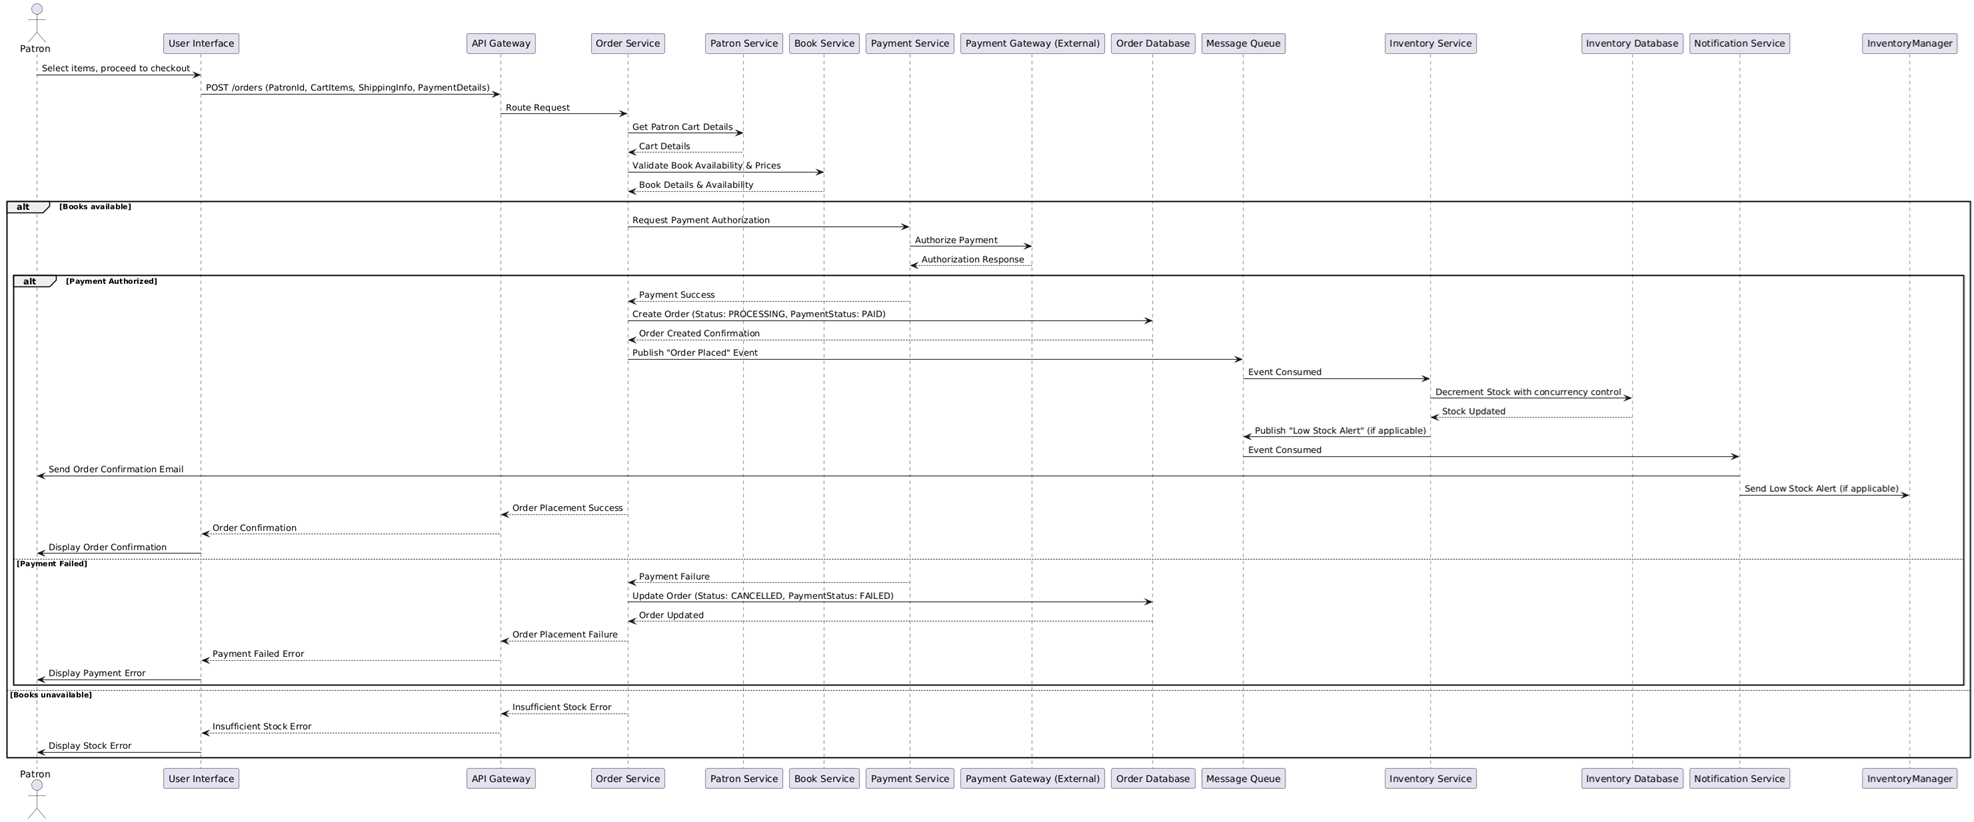 Patron
User Interface
API Gateway
Order Service
Patron Service
Book Service
Payment Service
Payment Gateway (External)
Order Database
Message Queue
Inventory Service
Inventory Database
Notification Service
InventoryManager
Select items, proceed to checkout
POST /orders (PatronId, CartItems, ShippingInfo, PaymentDetails)
Route Request
Get Patron Cart Details
Cart Details
Validate Book Availability & Prices
Book Details & Availability
alt [Books available]
Request Payment Authorization
Authorize Payment
Authorization Response
alt [Payment Authorized]
Payment Success
Create Order (Status: PROCESSING, PaymentStatus: PAID)
Order Created Confirmation
Publish "Order Placed" Event
Event Consumed
Decrement Stock with concurrency control
Stock Updated
Publish "Low Stock Alert" (if applicable)
Event Consumed
Send Order Confirmation Email
Send Low Stock Alert (if applicable)
Order Placement Success
Order Confirmation
Display Order Confirmation
[Payment Failed]
Payment Failure
Update Order (Status: CANCELLED, PaymentStatus: FAILED)
Order Updated
Order Placement Failure
Payment Failed Error
Display Payment Error
[Books unavailable]
Insufficient Stock Error
Insufficient Stock Error
Display Stock Error
Patron
User Interface
API Gateway
Order Service
Patron Service
Book Service
Payment Service
Payment Gateway (External)
Order Database
Message Queue
Inventory Service
Inventory Database
Notification Service
InventoryManager